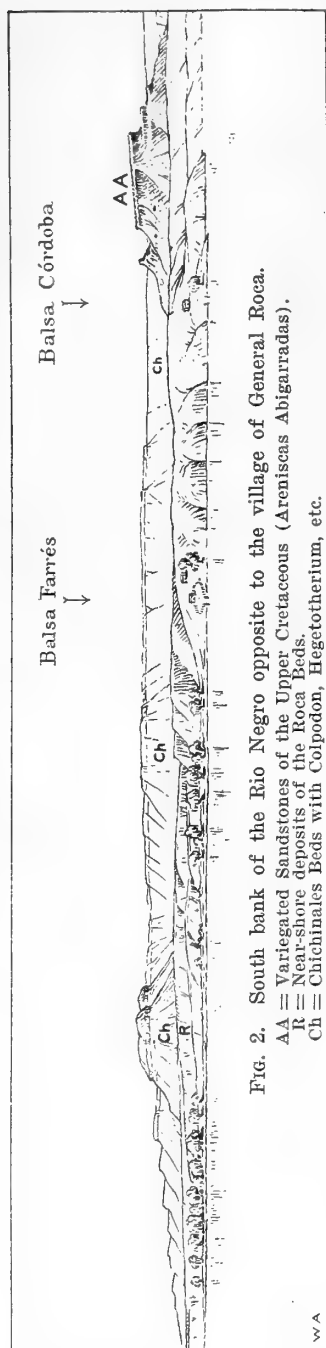 Balsa Farrés
Balsa Córdoba
AA
Ch
Ch
Ch
R
FIG. 2. South bank of the Rio Negro opposite to the village of General Roca.
AA = Variegated Sandstones of the Upper Cretaceous (Areniscas Abigarradas).
R = Near-shore deposits of the Roca Beds.
Ch = Chichinales Beds with Colpodon, Hegetotherium, etc.
WA